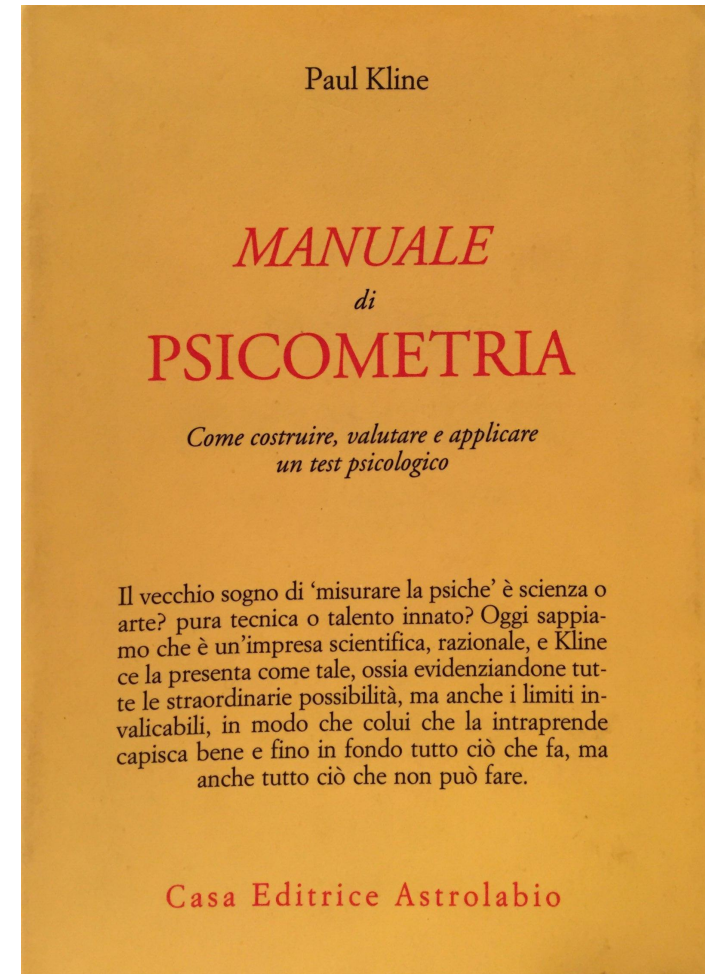 Paul Kline
MANUALE
di
PSICOMETRIA
Come costruire, valutare e applicare
un test psicologico
Il vecchio sogno di ‘misurare la psiche’ è scienza o
arte? pura tecnica o talento innato? Oggi sappia-
mo che è un’impresa scientifica, razionale, e Kline
ce la presenta come tale, ossia evidenziandone tut-
te le straordinarie possibilità, ma anche i limiti in-
valicabili, in modo che colui che la intraprende
capisca bene e fino in fondo tutto ciò che fa, ma
anche tutto ciò che non può fare.
Casa Editrice Astrolabio